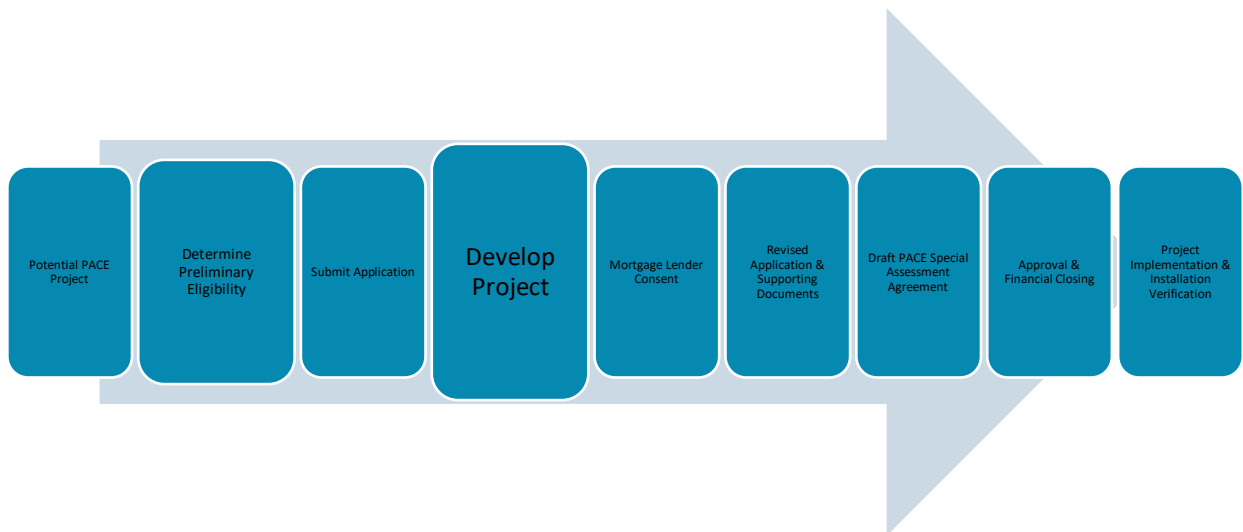 Potential PACE
Project
Determine
Preliminary
Eligibility
Submit Application
Develop
Project
Mortgage Lender
Consent
Revised
Application &
Supporting
Documents
Draft PACE Special
Assessment
Agreement
Approval &
Financial Closing
Project
Implementation &
Installation
Verification